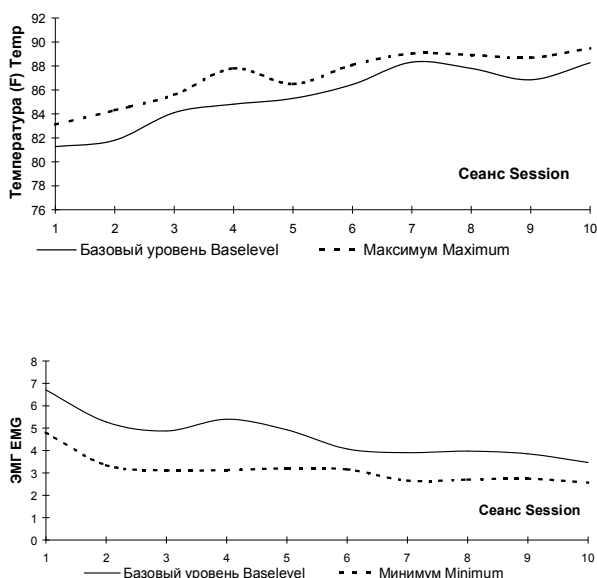 Температура (F) Temp
92
90
88
86
84
82
80
78
76
1 2 3 4 5 6 7 8 9 10
Сеанс Session
Базовый уровень Baselevel Максимум Maximum
ЭМГ EMG
8
7
6
5
4
3
2
1
0
Сеанс Session
1 2 3 4 5 6 7 8 9 10
Базовый уровень Baselevel Минимум Minimum